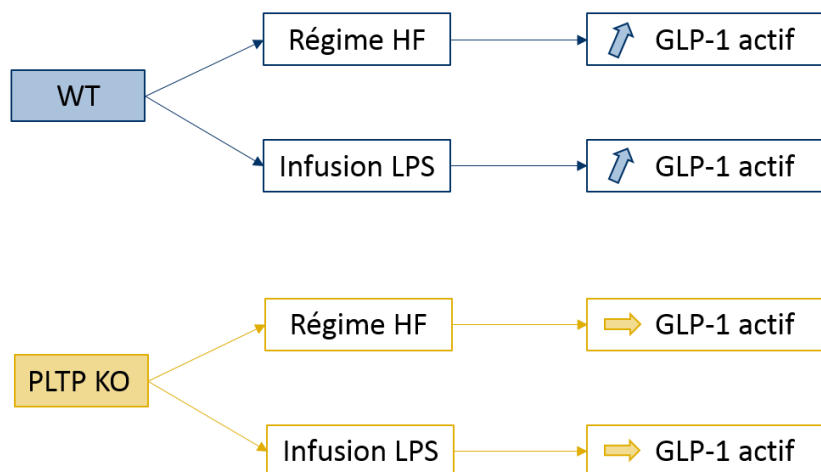 Régime HF
GLP-1 actif
WT
Infusion LPS
GLP-1 actif
Régime HF
GLP-1 actif
PLTP KO
Infusion LPS
GLP-1 actif